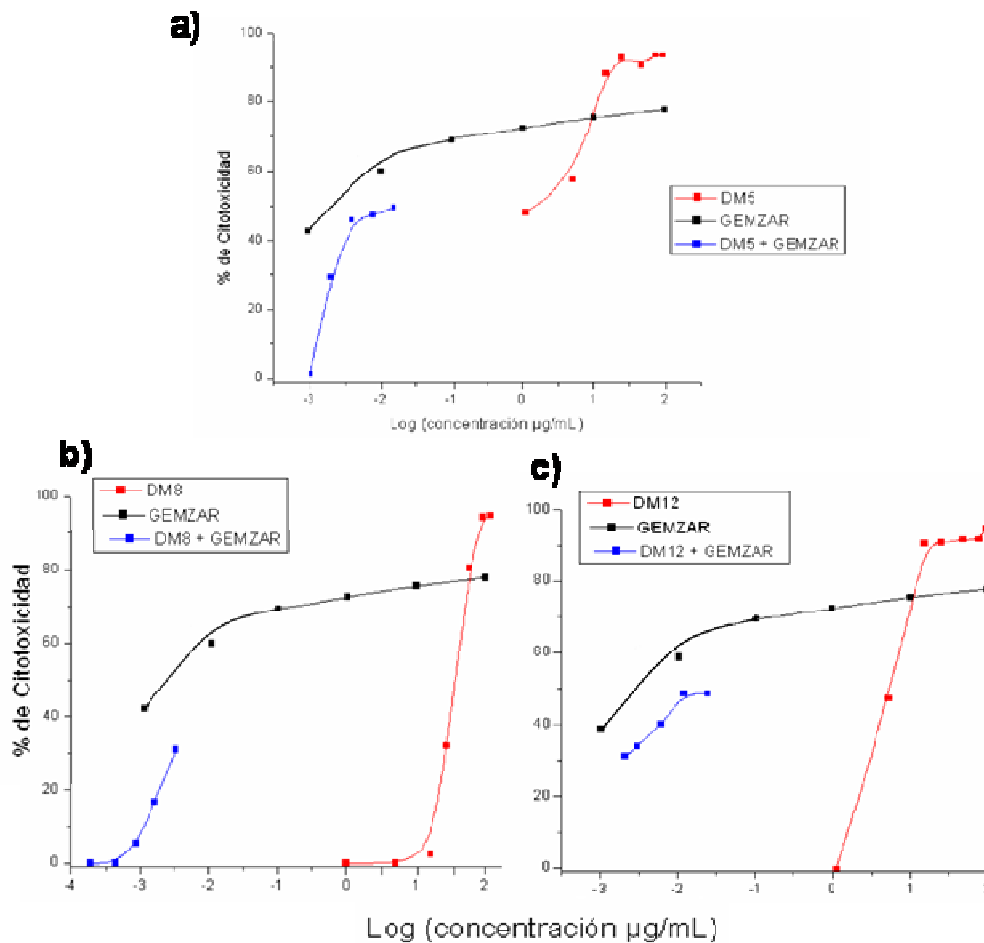 a)
100
80
60
40
20
0
% de Citotoxicidad
-3
-2
-1
0
1
2
Log (concentración µg/mL)
DM5
GEMZAR
DM5 + GEMZAR
b)
100
80
60
40
20
0
% de Citotoxicidad
DM8
GEMZAR
DM8 + GEMZAR
4
-3
-2
-1
0
1
2
c)
100
80
60
40
20
0
DM12
GEMZAR
DM12 + GEMZAR
-3
-2
-1
0
1
2
Log (concentración µg/mL)